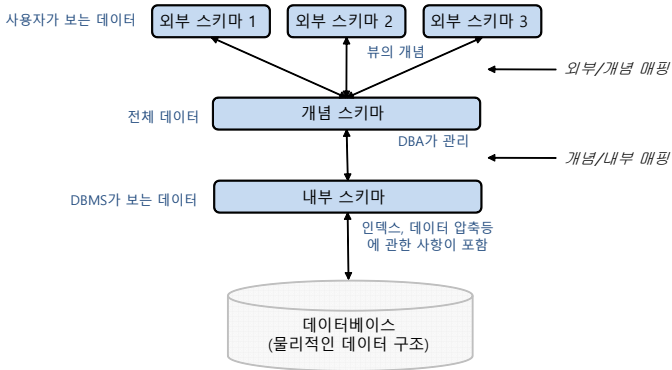 사용자가 보는 데이터
외부 스키마 1
외부 스키마 2
외부 스키마 3
뷰의 개념
외부/개념 매핑
전체 데이터
개념 스키마
DBA가 관리
개념/내부 매핑
DBMS가 보는 데이터
내부 스키마
인덱스, 데이터 압축등
에 관한 사항이 포함
데이터베이스
(물리적인 데이터 구조)